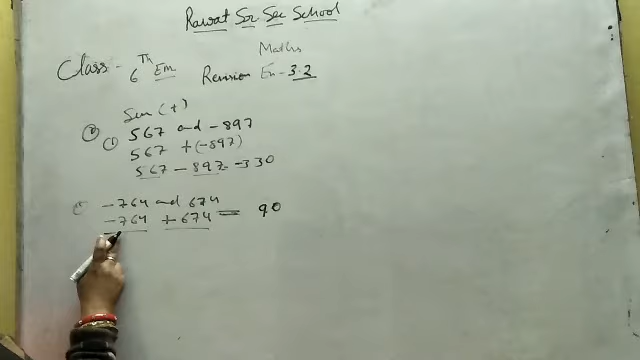 Rawat Sr Sec School
Maths
Class - 6th Em Revision Ex - 3.2
Sum (+)
(1) 567 and - 897
567 + (-897)
567 - 897 = -330
- 764 and 674
- 764 + 674 = 90